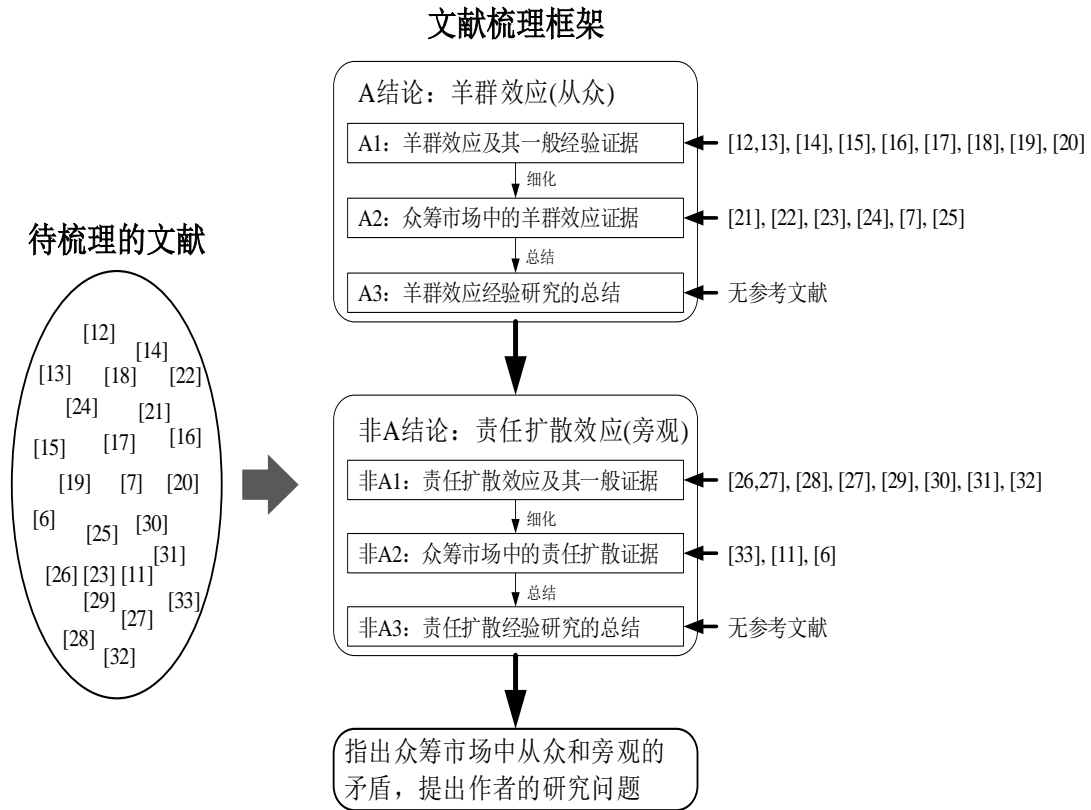 文献梳理框架
A结论：羊群效应(从众)
A1：羊群效应及其一般经验证据
[12,13], [14], [15], [16], [17], [18], [19], [20]
细化
A2：众筹市场中的羊群效应证据
[21], [22], [23], [24], [7], [25]
总结
A3：羊群效应经验研究的总结
无参考文献
待梳理的文献
[12]
[14]
[13] [18] [22]
[24] [21]
[15] [17] [16]
[19] [7] [20]
[6] [25] [30]
[31]
[26] [23] [11]
[29] [27] [33]
[28] [32]
非A结论：责任扩散效应(旁观)
非A1：责任扩散效应及其一般证据
[26,27], [28], [27], [29], [30], [31], [32]
细化
非A2：众筹市场中的责任扩散证据
[33], [11], [6]
总结
非A3：责任扩散经验研究的总结
无参考文献
指出众筹市场中从众和旁观的
矛盾，提出作者的研究问题